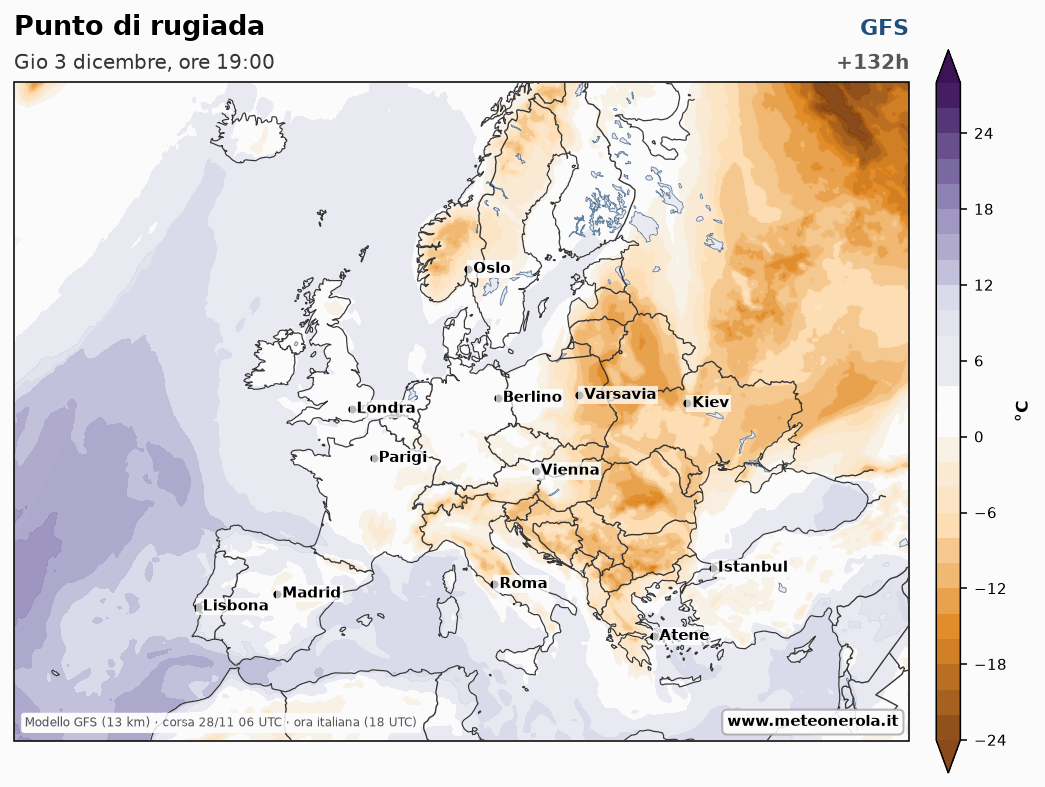 Punto di rugiada
GFS
Gio 3 dicembre, ore 19:00
+132h
24
18
12
6
0
−6
−12
−18
−24
°C
Oslo
Berlino
Varsavia
Kiev
Londra
Parigi
Vienna
Istanbul
Roma
Madrid
Lisbona
Atene
Modello GFS (13 km) · corsa 28/11 06 UTC · ora italiana (18 UTC)
www.meteonerola.it